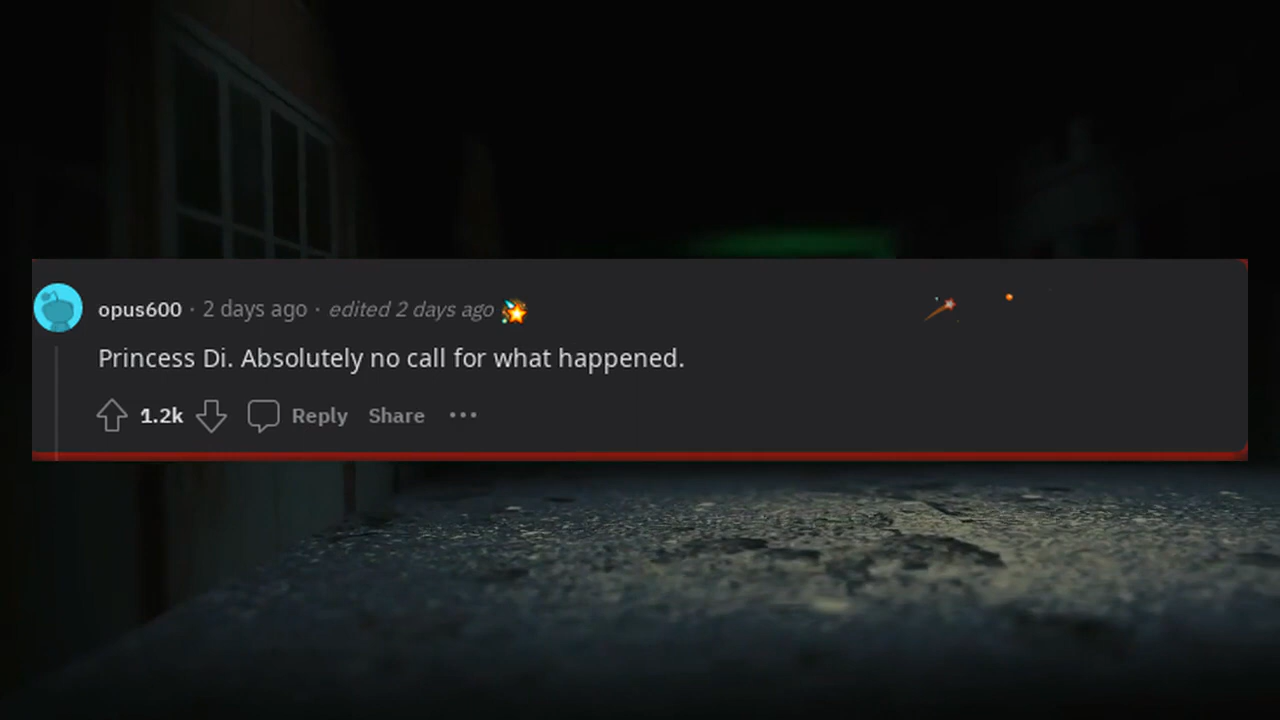 opus600 · 2 days ago · edited 2 days ago
Princess Di. Absolutely no call for what happened.
1.2k Reply Share •••